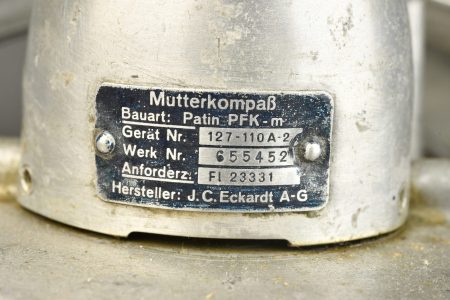 Mutterkompaß
Bauart: Patin PFK-m
Gerät Nr. 127-110A-2
Werk Nr. 655452
Anforderz. Fl 23331
Hersteller: J.C. Eckardt A-G